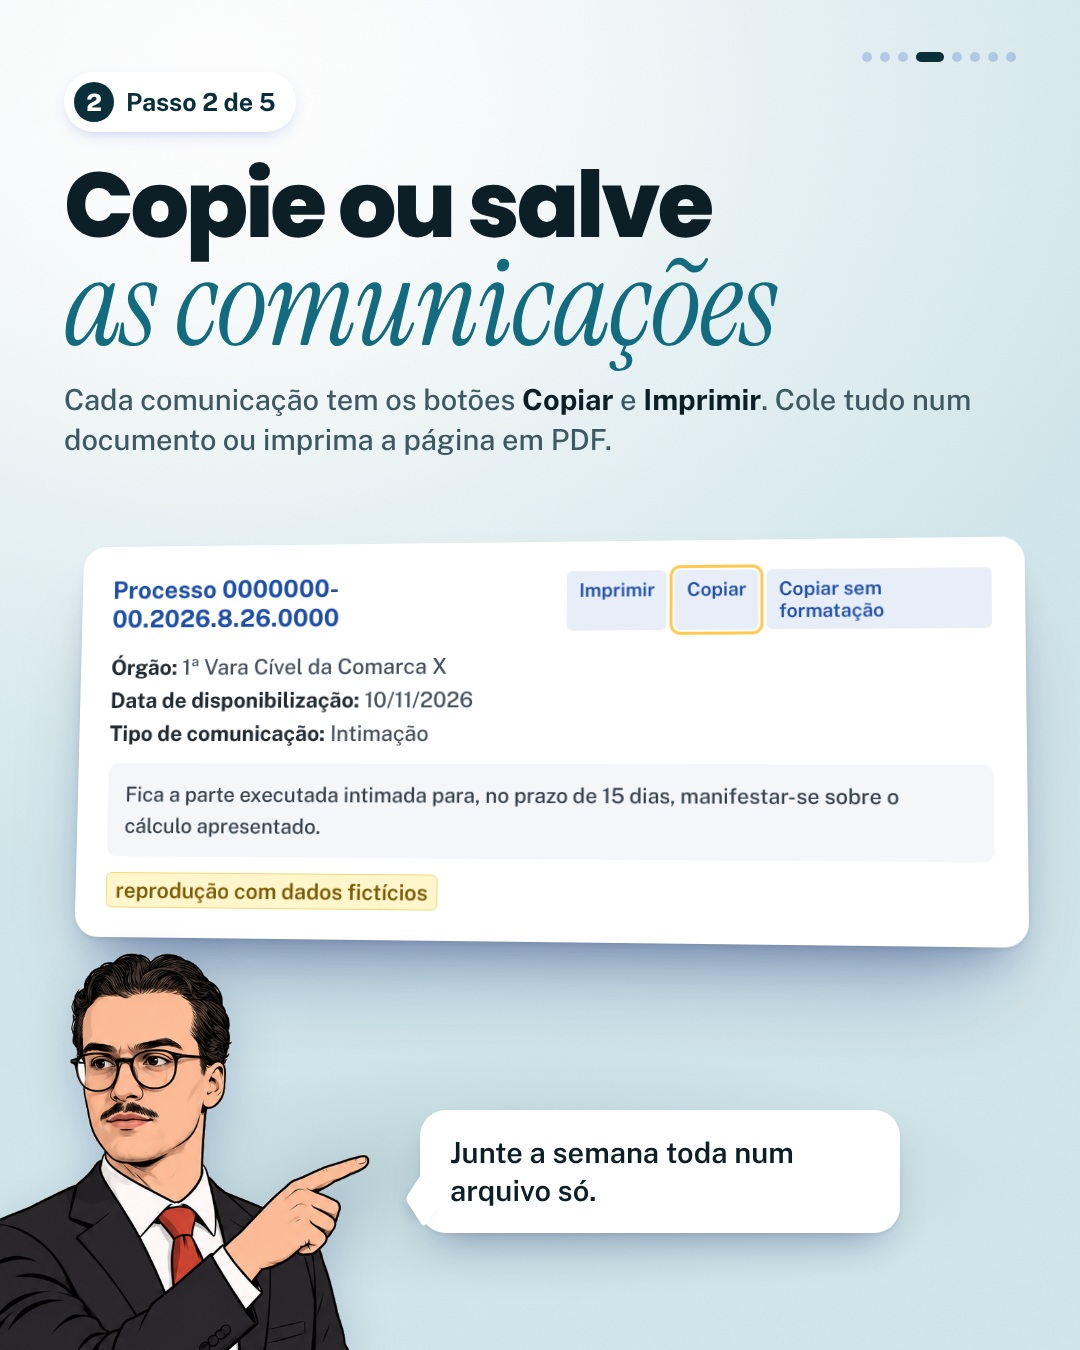 2 Passo 2 de 5
Copie ou salve
as comunicações
Cada comunicação tem os botões Copiar e Imprimir. Cole tudo num
documento ou imprima a página em PDF.
Processo 0000000-
00.2026.8.26.0000
Imprimir
Copiar
Copiar sem
formatação
Órgão: 1ª Vara Cível da Comarca X
Data de disponibilização: 10/11/2026
Tipo de comunicação: Intimação
Fica a parte executada intimada para, no prazo de 15 dias, manifestar-se sobre o
cálculo apresentado.
reprodução com dados fictícios
Junte a semana toda num
arquivo só.